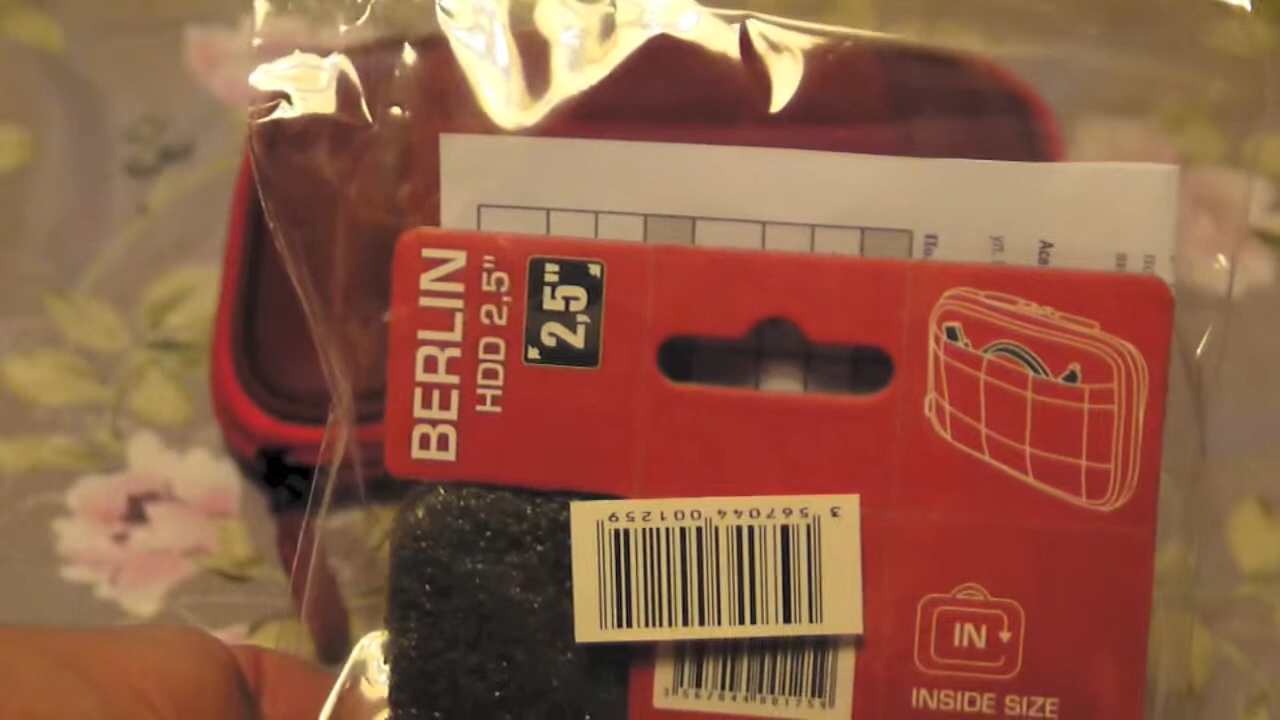 BERLIN
HDD 2,5"
2,5"
3 567044 001259
IN
INSIDE SIZE